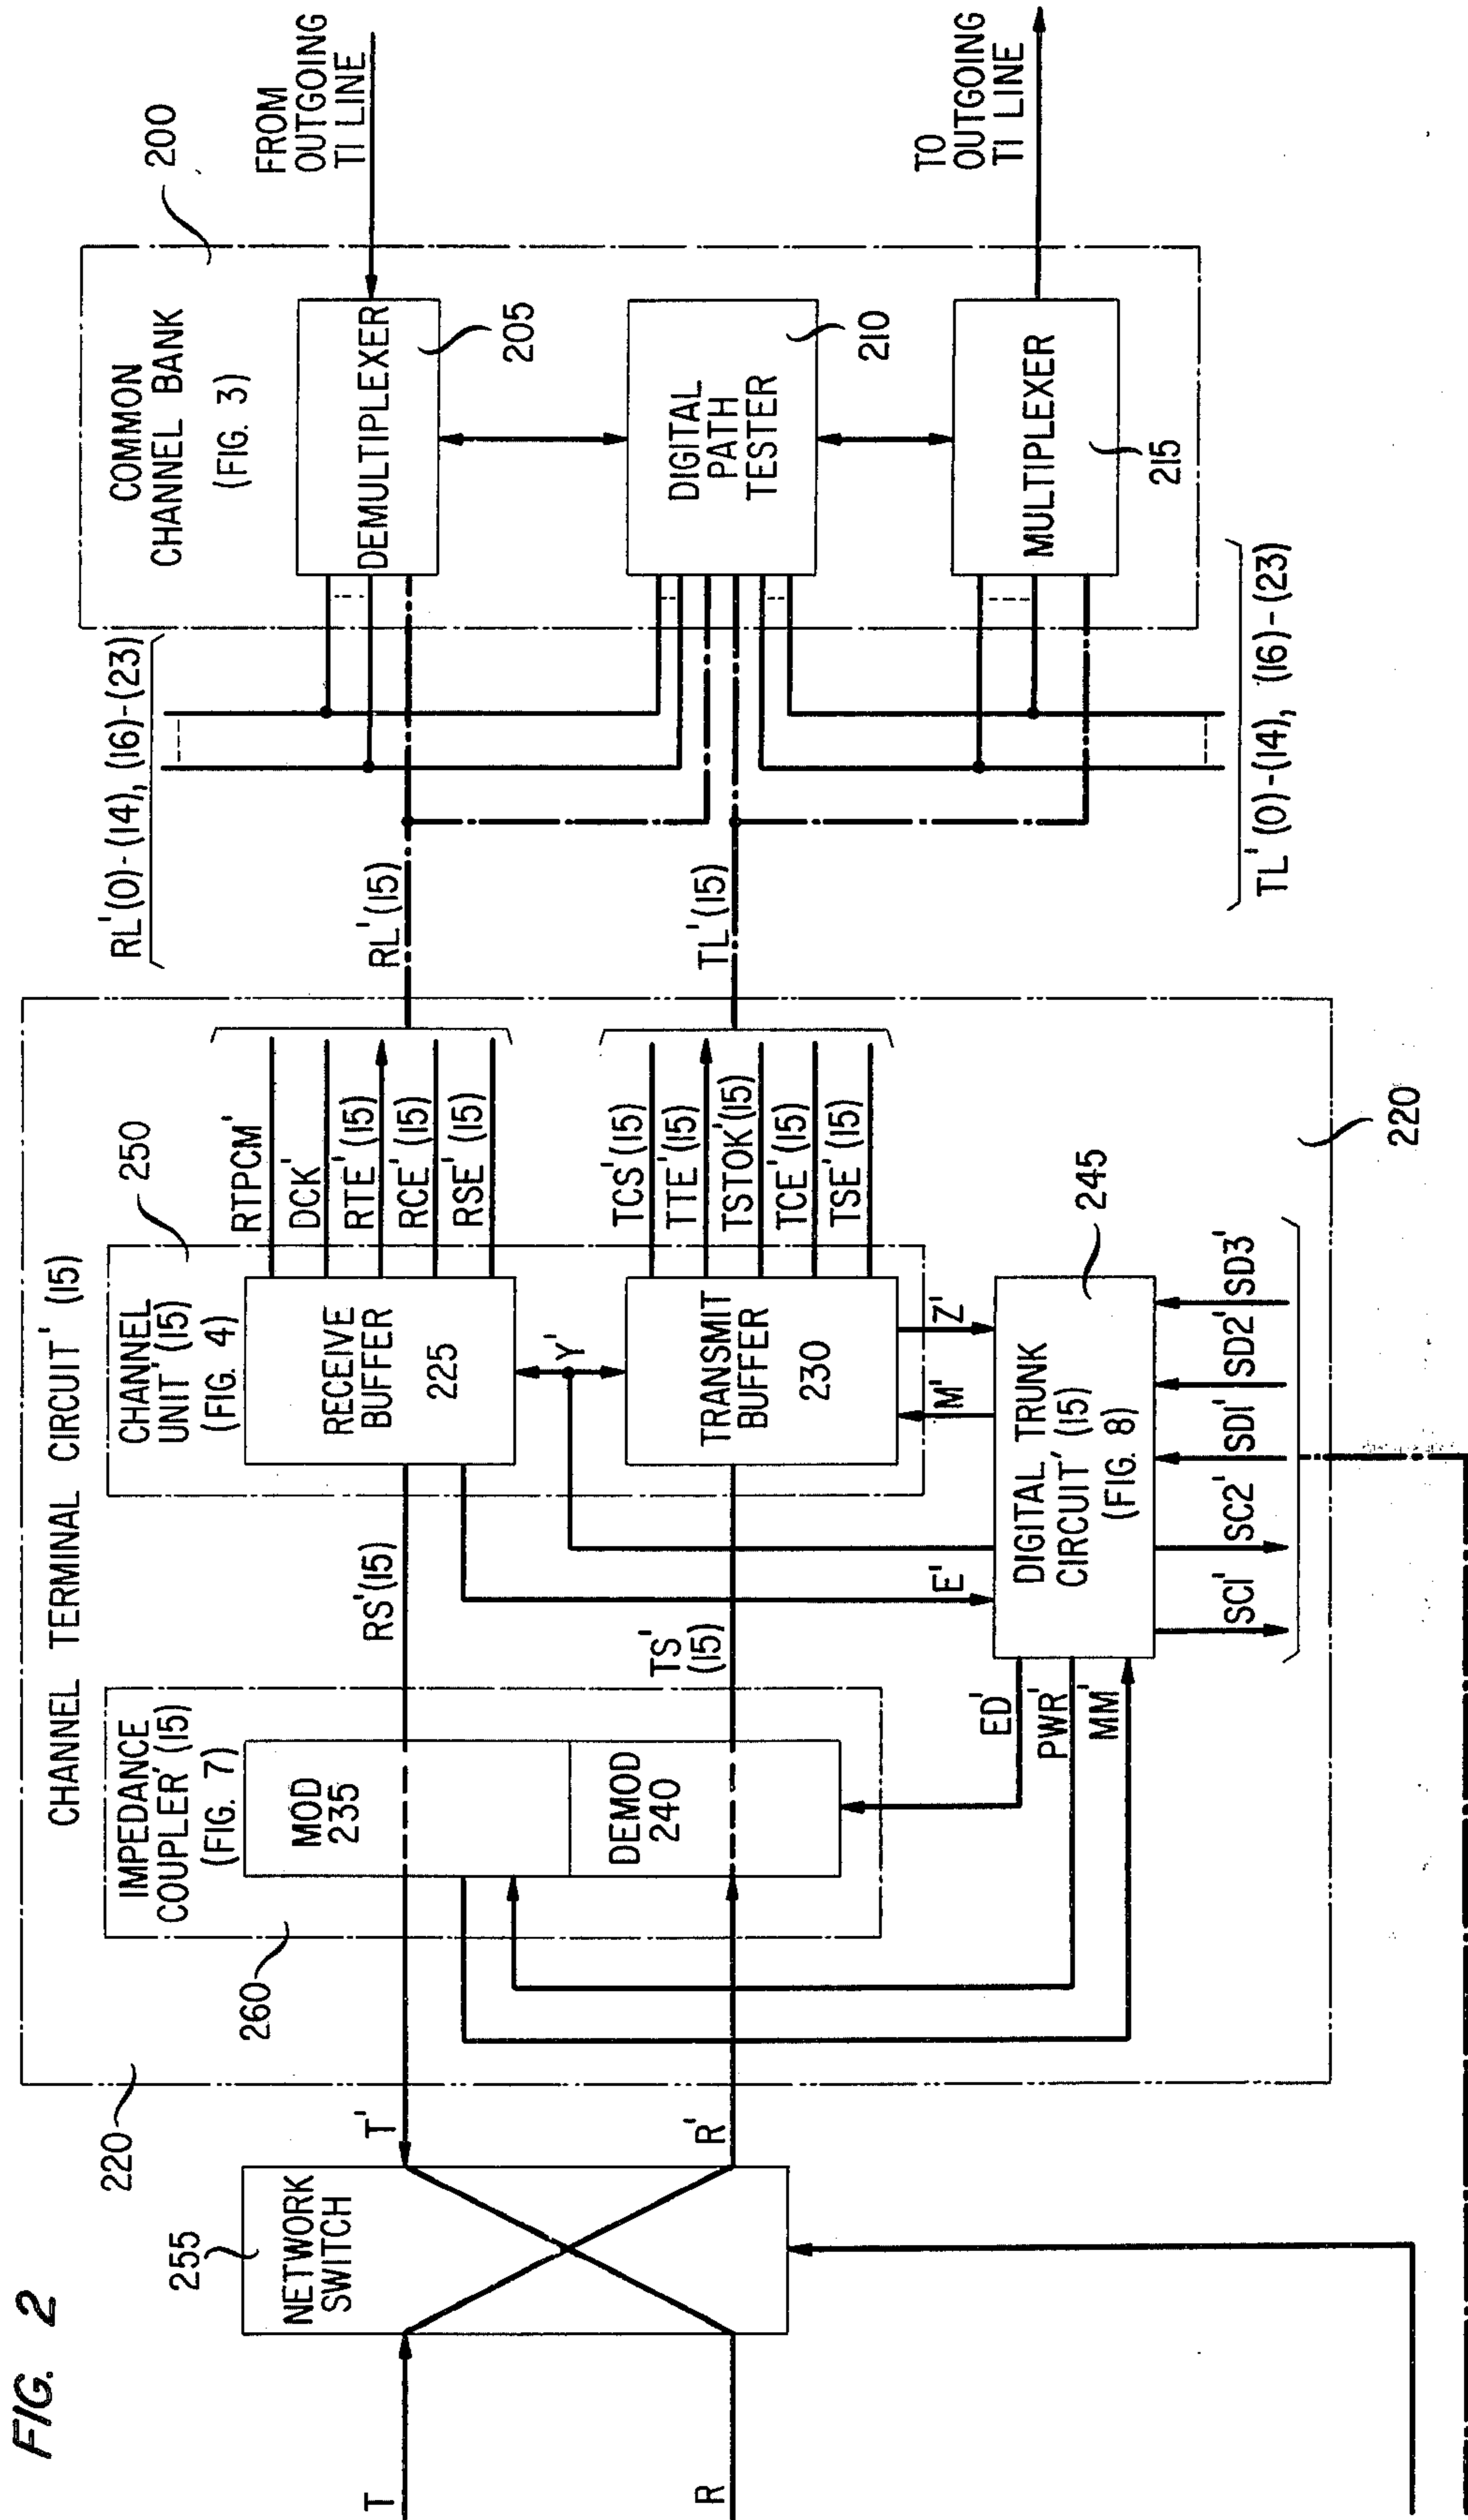 FIG. 2
T
R
255
NETWORK
SWITCH
T'
R'
220
CHANNEL TERMINAL CIRCUIT' (15)
260
IMPEDANCE
COUPLER' (15)
(FIG. 7)
MOD
235
DEMOD
240
RS'(15)
TS'
(15)
ED'
PWR'
MM'
E'
CHANNEL
UNIT' (15)
(FIG. 4)
250
RECEIVE
BUFFER
225
Y'
TRANSMIT
BUFFER
230
M'
Z'
DIGITAL TRUNK
CIRCUIT' (15)
(FIG. 8)
245
SC1'
SC2'
SD1'
SD2'
SD3'
220
RTPCM'
DCK'
RTE' (15)
RCE' (15)
RSE' (15)
TCS' (15)
TTE' (15)
TSTOK' (15)
TCE' (15)
TSE' (15)
RL' (15)
TL' (15)
RL'(0)-(14), (16)-(23)
TL' (0)-(14), (16)-(23)
COMMON
CHANNEL BANK
(FIG. 3)
200
DEMULTIPLEXER
205
DIGITAL
PATH
TESTER
210
MULTIPLEXER
215
FROM
OUTGOING
T1 LINE
TO
OUTGOING
T1 LINE